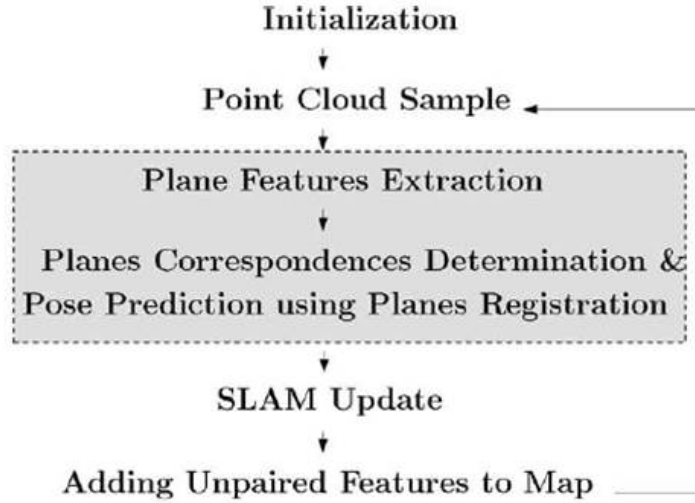 Initialization
Point Cloud Sample
Plane Features Extraction
Planes Correspondences Determination &
Pose Prediction using Planes Registration
SLAM Update
Adding Unpaired Features to Map